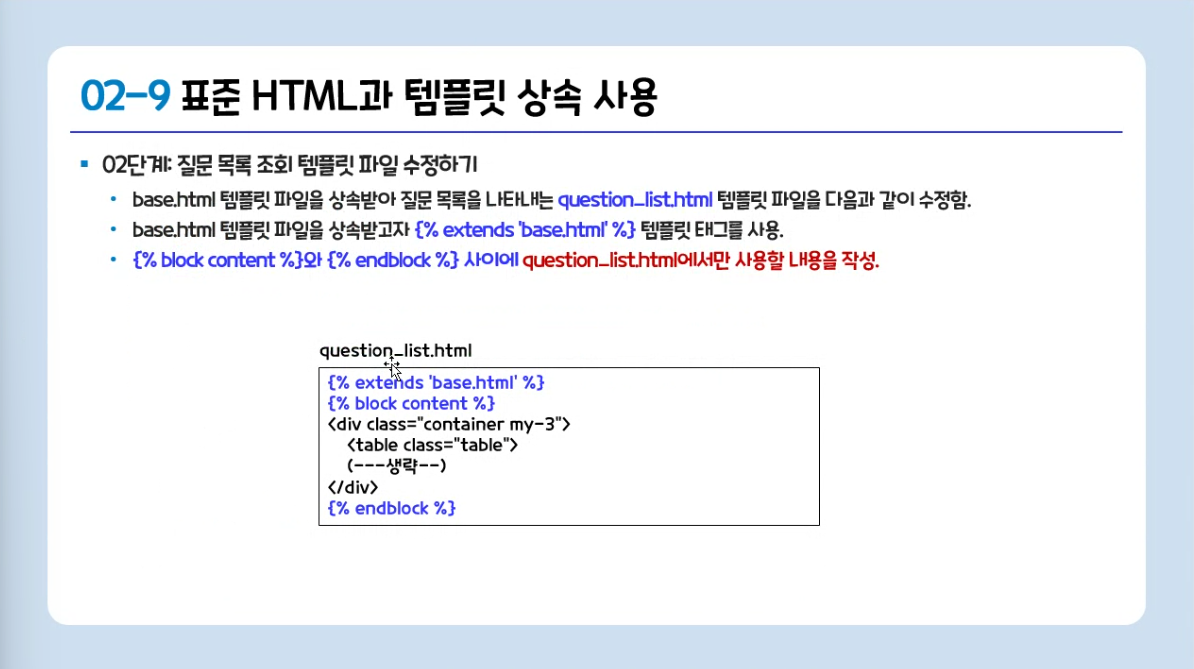 02-9 표준 HTML과 템플릿 상속 사용
▪ 02단계: 질문 목록 조회 템플릿 파일 수정하기
• base.html 템플릿 파일을 상속받아 질문 목록을 나타내는 question_list.html 템플릿 파일을 다음과 같이 수정함.
• base.html 템플릿 파일을 상속받고자 {% extends 'base.html' %} 템플릿 태그를 사용.
• {% block content %}와 {% endblock %} 사이에 question_list.html에서만 사용할 내용을 작성.
question_list.html
{% extends 'base.html' %}
{% block content %}
<div class="container my-3">
<table class="table">
(---생략--)
</div>
{% endblock %}